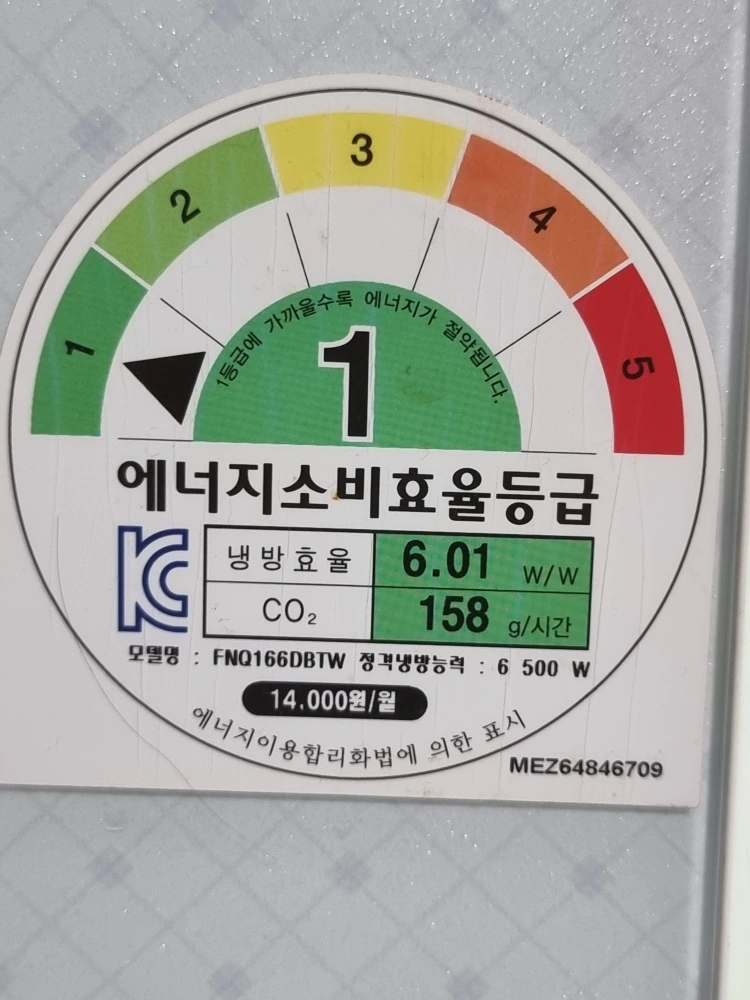 1
2
3
4
5
1등급에 가까울수록 에너지가 절약됩니다.
1
에너지소비효율등급
냉방효율 6.01 W/W
CO₂ 158 g/시간
모델명 : FNQ166DBTW 정격냉방능력 : 6 500 W
14,000원/월
에너지이용합리화법에 의한 표시
MEZ64846709